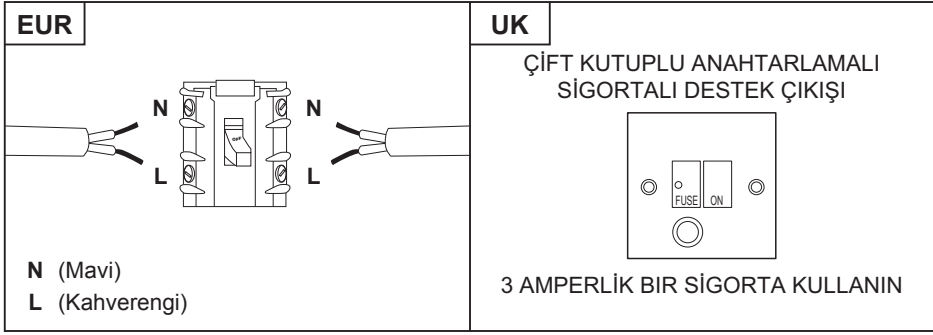 EUR
N
N
OFF
L
L
N (Mavi)
L (Kahverengi)
UK
ÇİFT KUTUPLU ANAHTARLAMALI
SİGORTALI DESTEK ÇIKIŞI
FUSE ON
3 AMPERLİK BIR SİGORTA KULLANIN